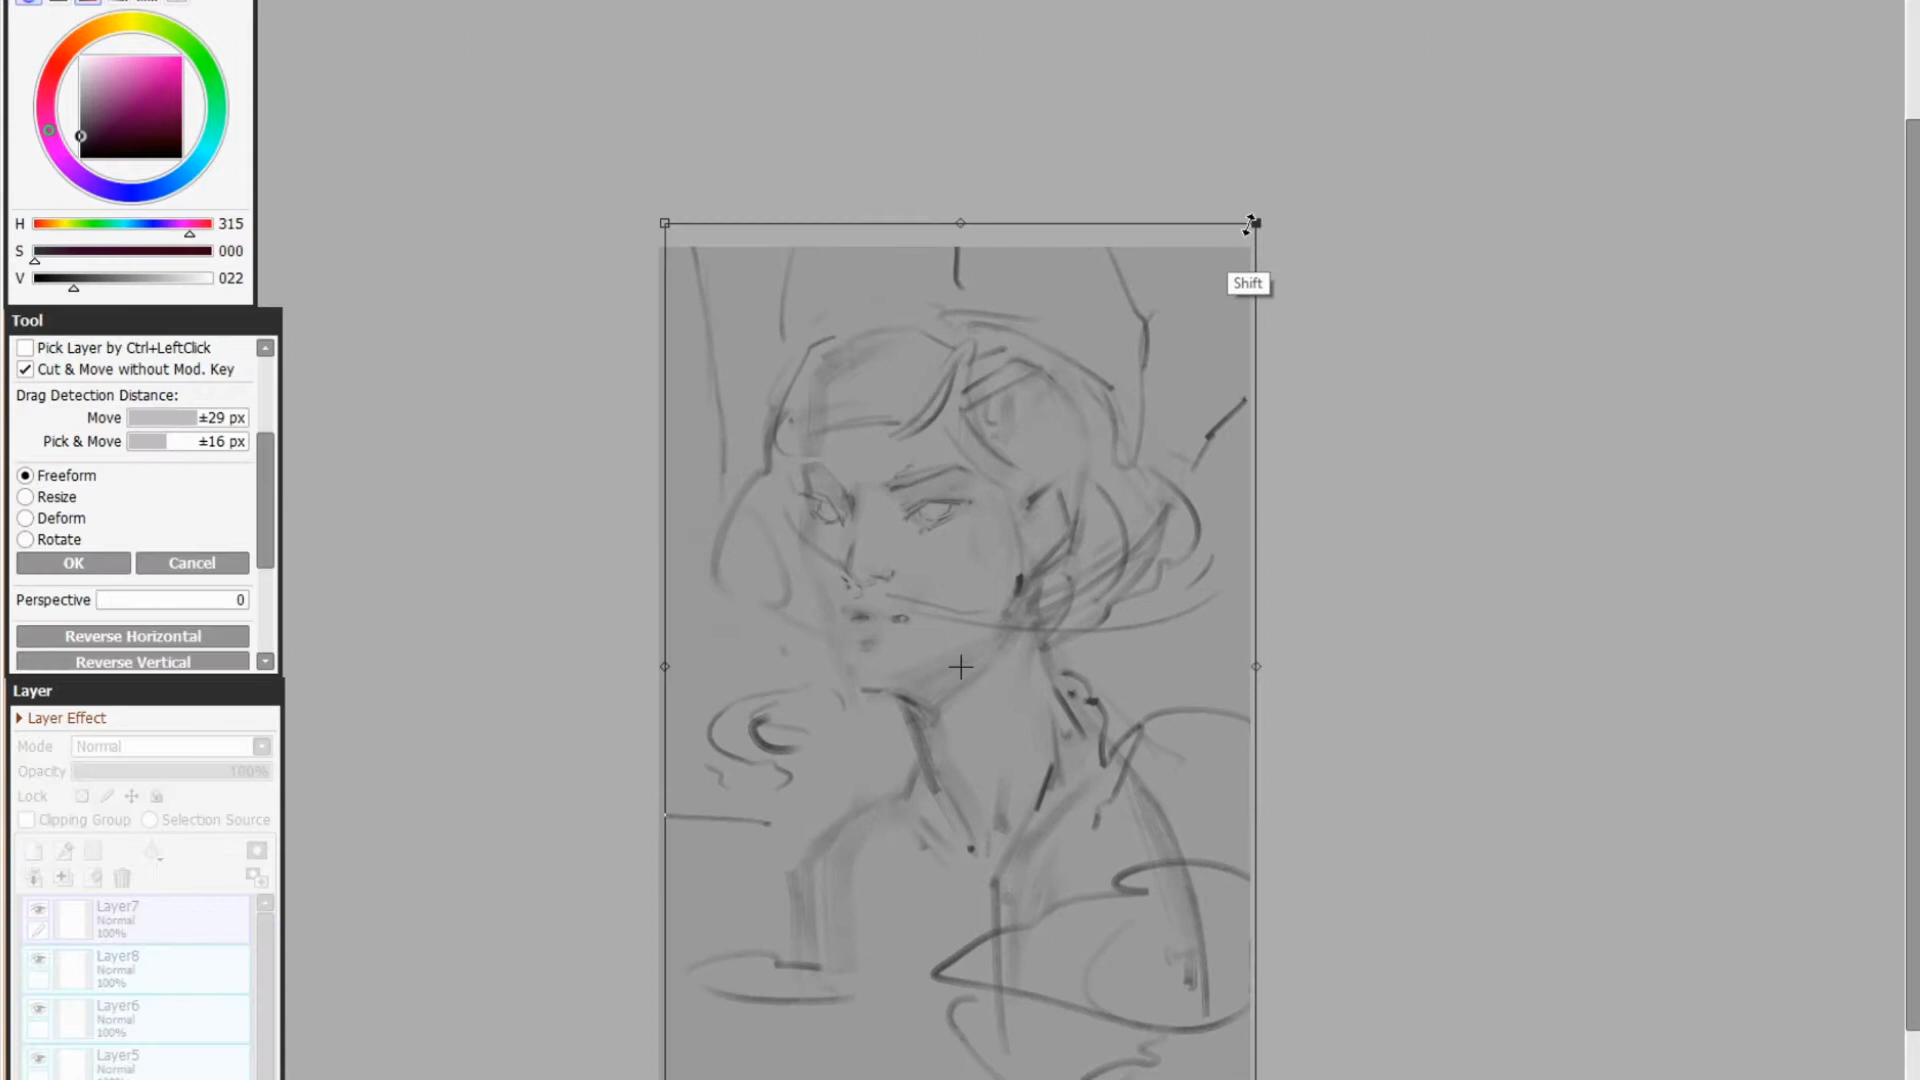 H 315
S 000
V 022
Tool
Pick Layer by Ctrl+LeftClick
Cut & Move without Mod. Key
Drag Detection Distance:
Move ±29 px
Pick & Move ±16 px
Freeform
Resize
Deform
Rotate
OK Cancel
Perspective 0
Reverse Horizontal
Reverse Vertical
Layer
Layer Effect
Mode Normal
Opacity 100%
Lock
Clipping Group Selection Source
Layer7
Normal
100%
Layer8
Normal
100%
Layer6
Normal
100%
Layer5
Normal
Shift